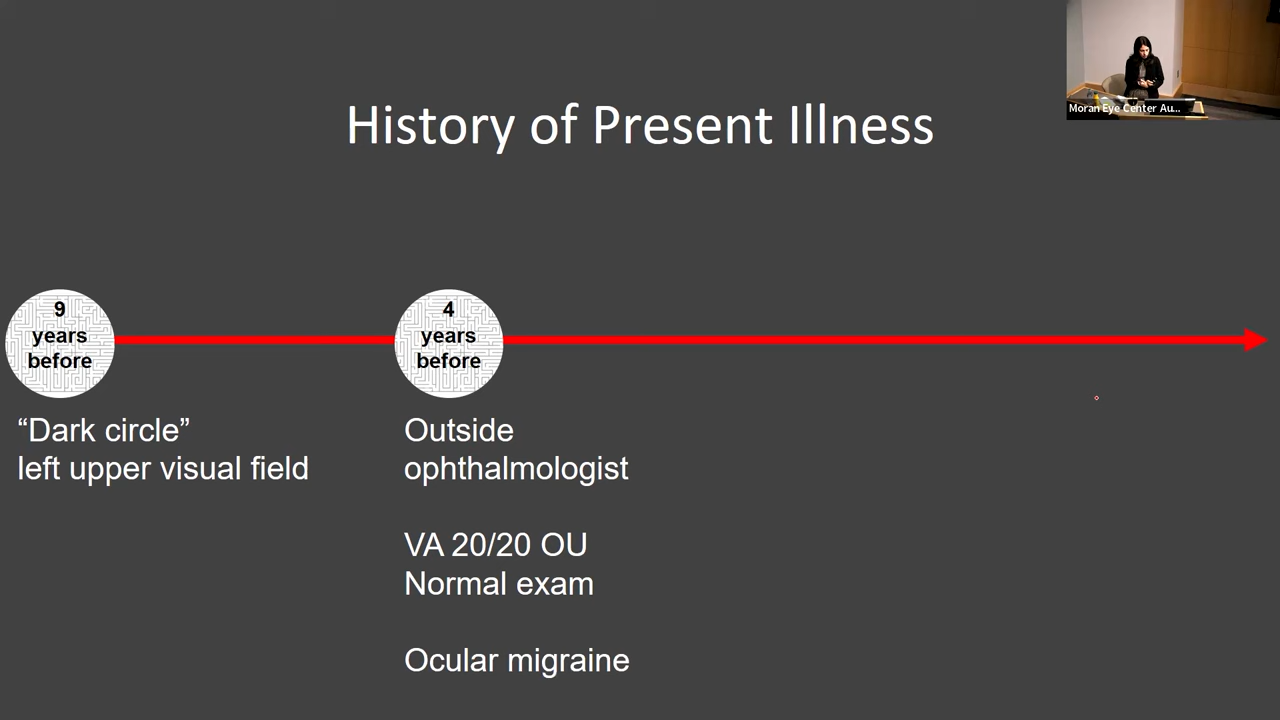 Moran Eye Center Au...
History of Present Illness
9
years
before
4
years
before
“Dark circle”
left upper visual field
Outside
ophthalmologist
VA 20/20 OU
Normal exam
Ocular migraine